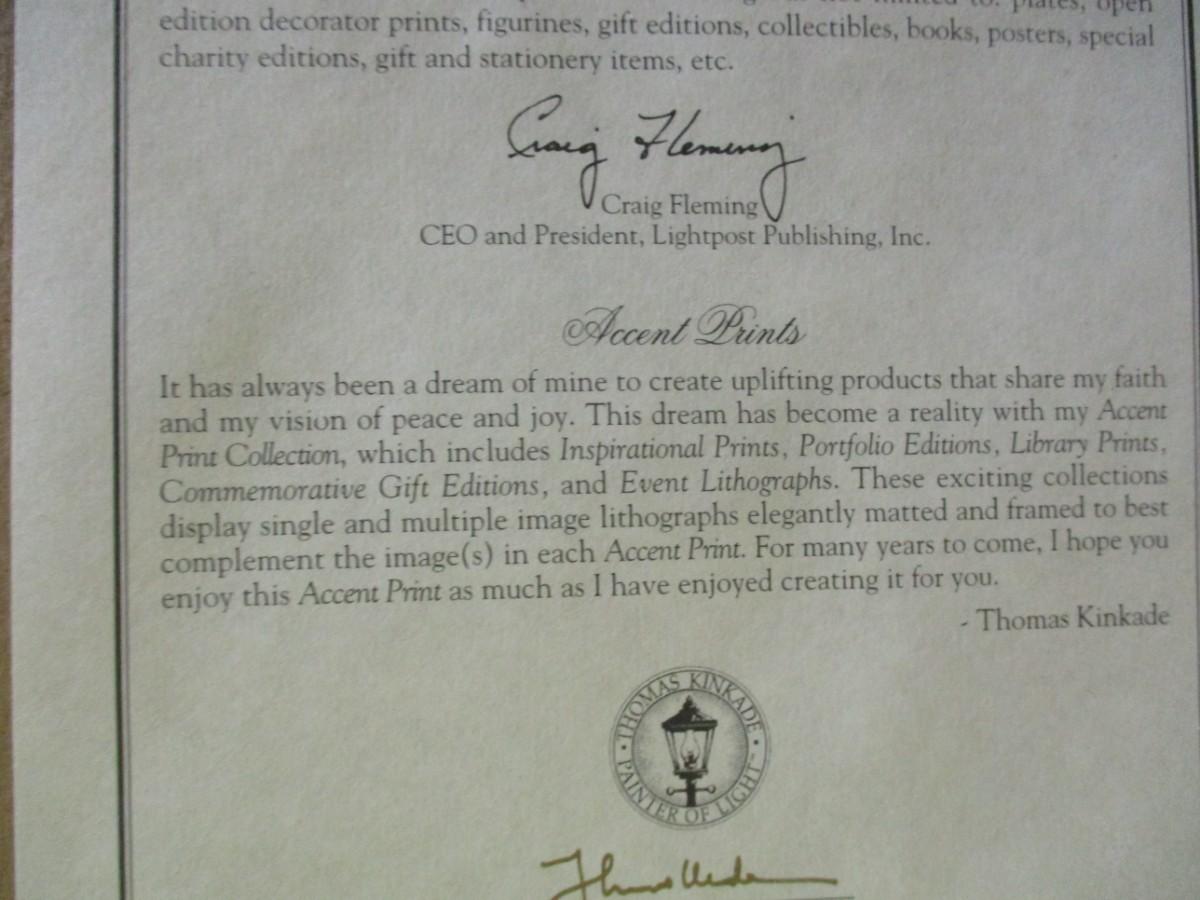 to: plates, open
edition decorator prints, figurines, gift editions, collectibles, books, posters, special
charity editions, gift and stationery items, etc.
Craig Fleming
Craig Fleming
CEO and President, Lightpost Publishing, Inc.
Accent Prints
It has always been a dream of mine to create uplifting products that share my faith
and my vision of peace and joy. This dream has become a reality with my Accent
Print Collection, which includes Inspirational Prints, Portfolio Editions, Library Prints,
Commemorative Gift Editions, and Event Lithographs. These exciting collections
display single and multiple image lithographs elegantly matted and framed to best
complement the image(s) in each Accent Print. For many years to come, I hope you
enjoy this Accent Print as much as I have enjoyed creating it for you.
- Thomas Kinkade
THOMAS KINKADE
PAINTER OF LIGHT™